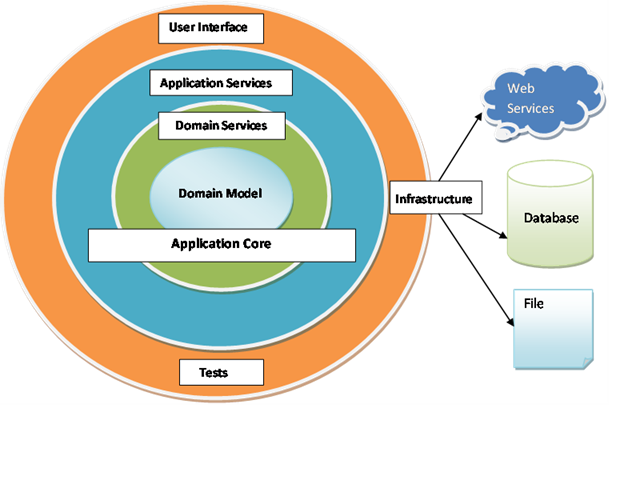 User Interface
Application Services
Domain Services
Domain Model
Application Core
Tests
Infrastructure
Web
Services
Database
File